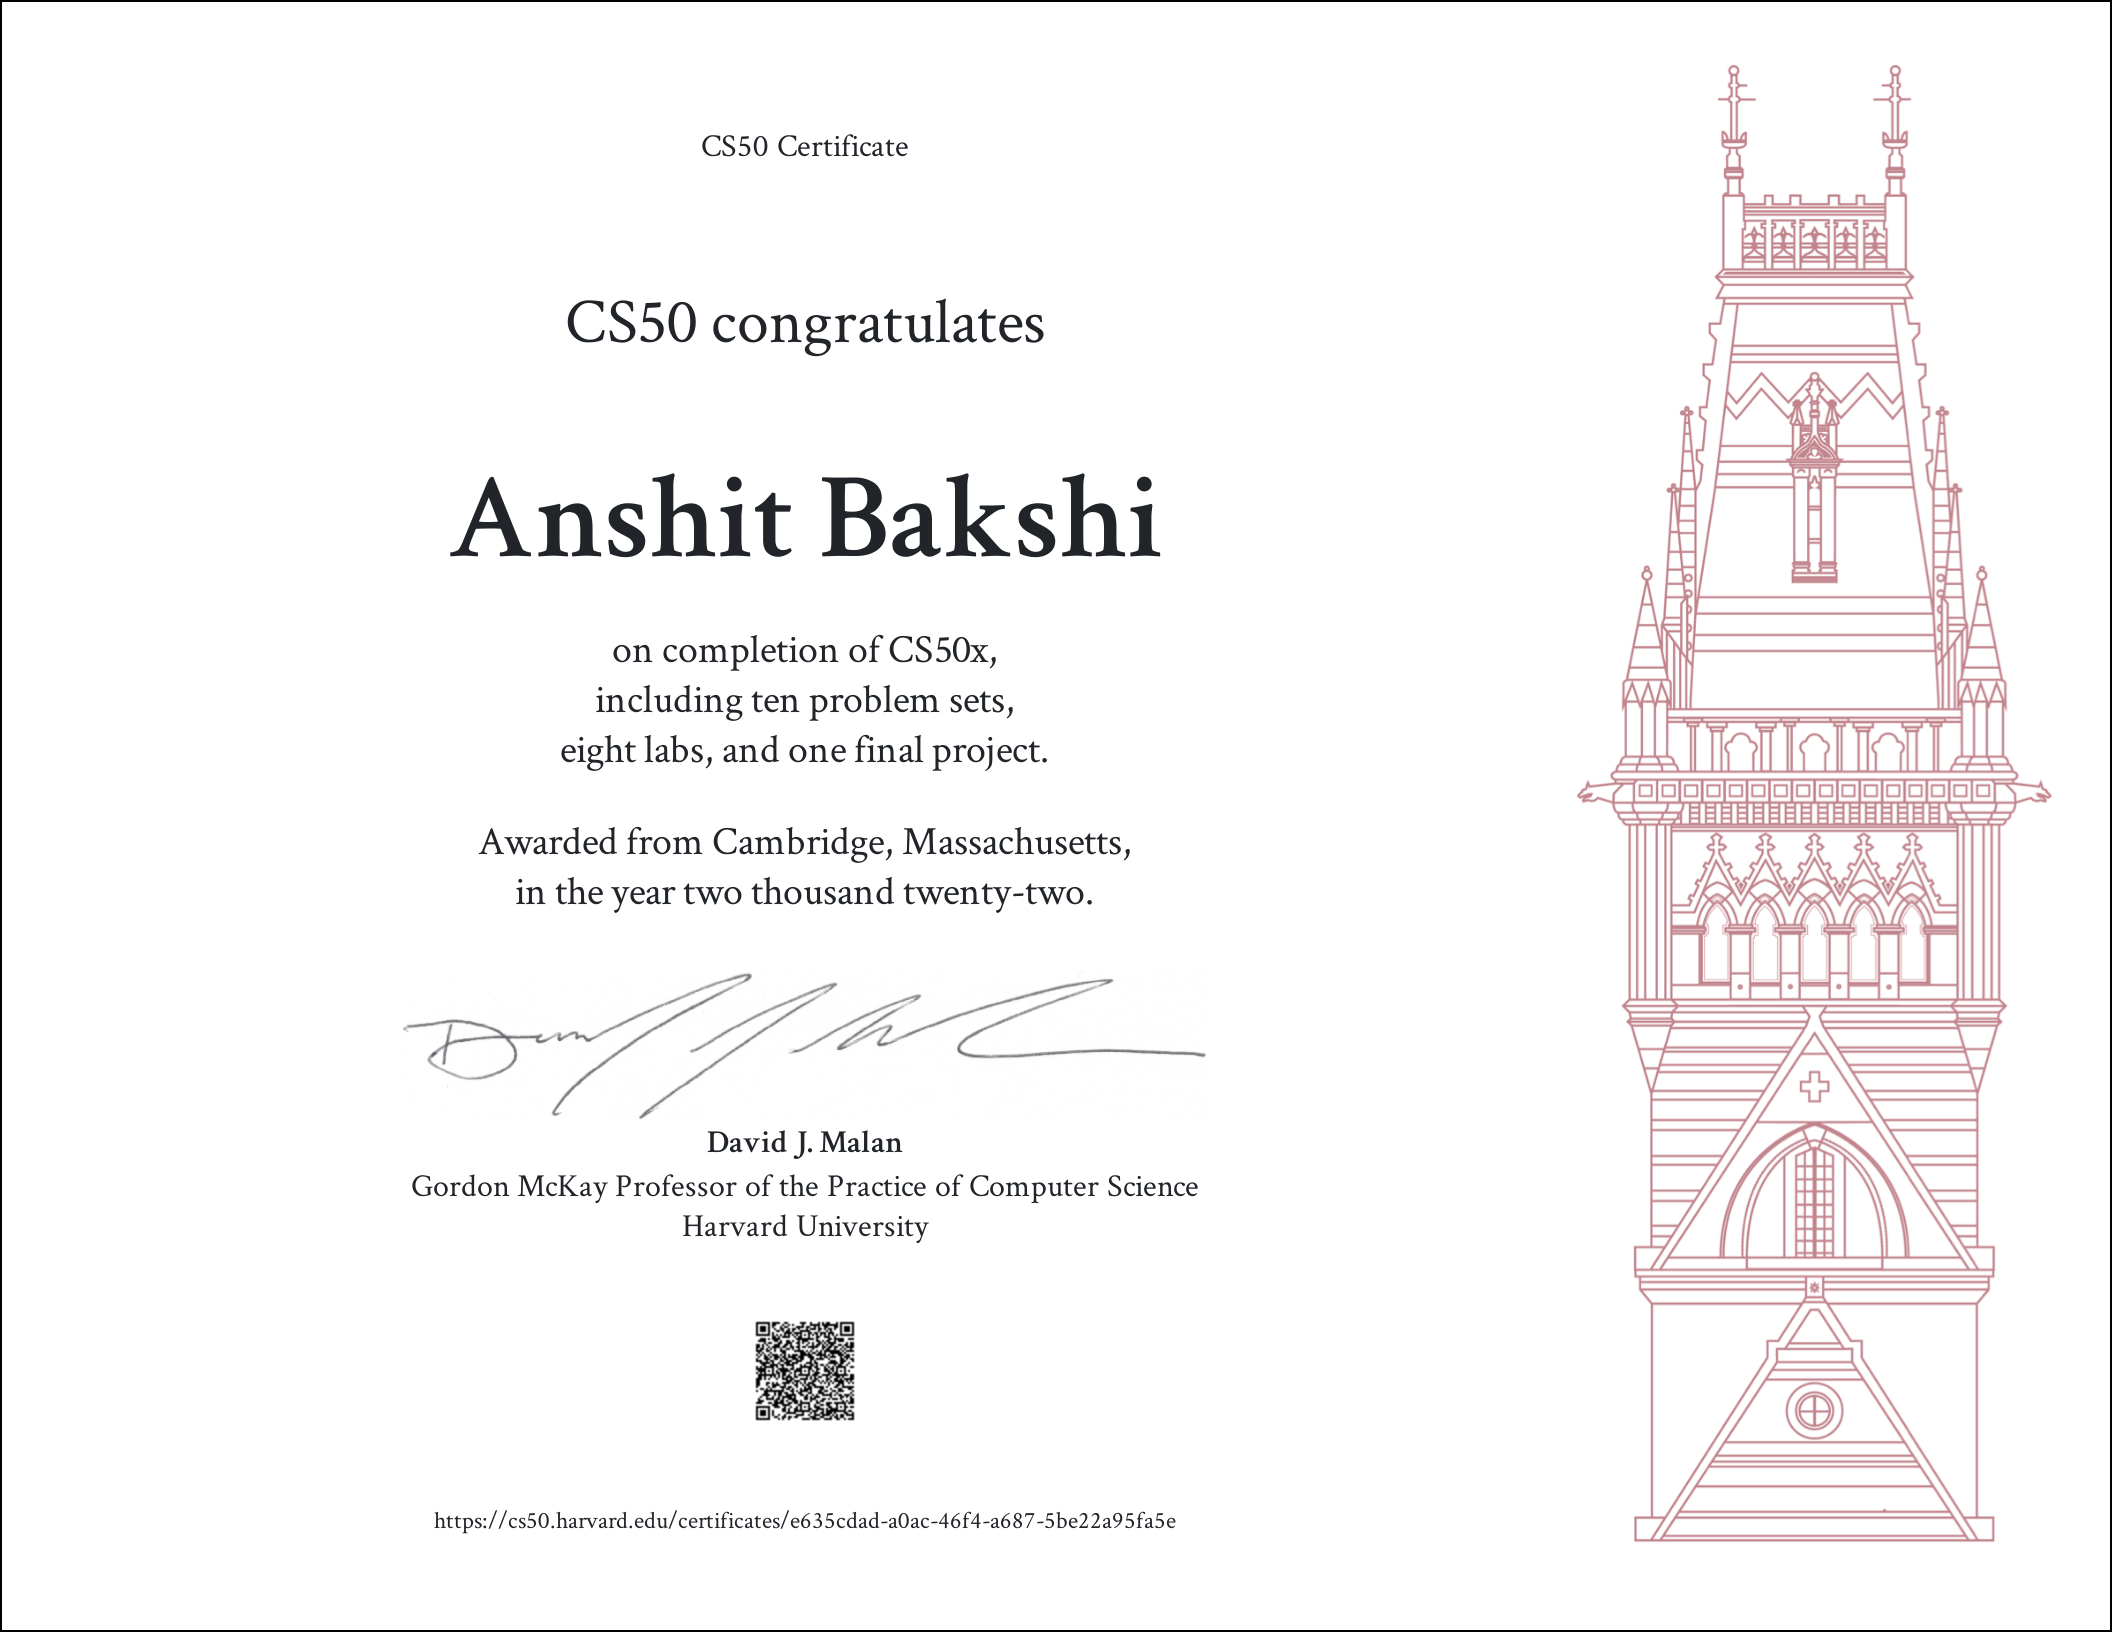 CS50 Certificate
CS50 congratulates
Anshit Bakshi
on completion of CS50x,
including ten problem sets,
eight labs, and one final project.
Awarded from Cambridge, Massachusetts,
in the year two thousand twenty-two.
David J. Malan
Gordon McKay Professor of the Practice of Computer Science
Harvard University
https://cs50.harvard.edu/certificates/e635cdad-a0ac-46f4-a687-5be22a95fa5e